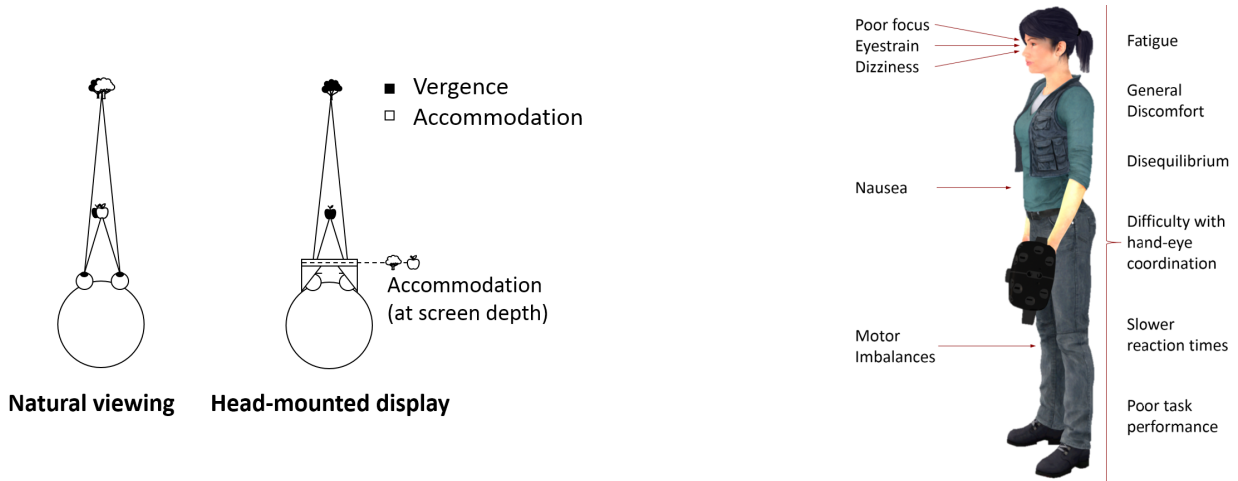 Vergence
Accommodation
Accommodation
(at screen depth)
Natural viewing
Head-mounted display
Poor focus
Eyestrain
Dizziness
Nausea
Motor
Imbalances
Fatigue
General
Discomfort
Disequilibrium
Difficulty with
hand-eye
coordination
Slower
reaction times
Poor task
performance